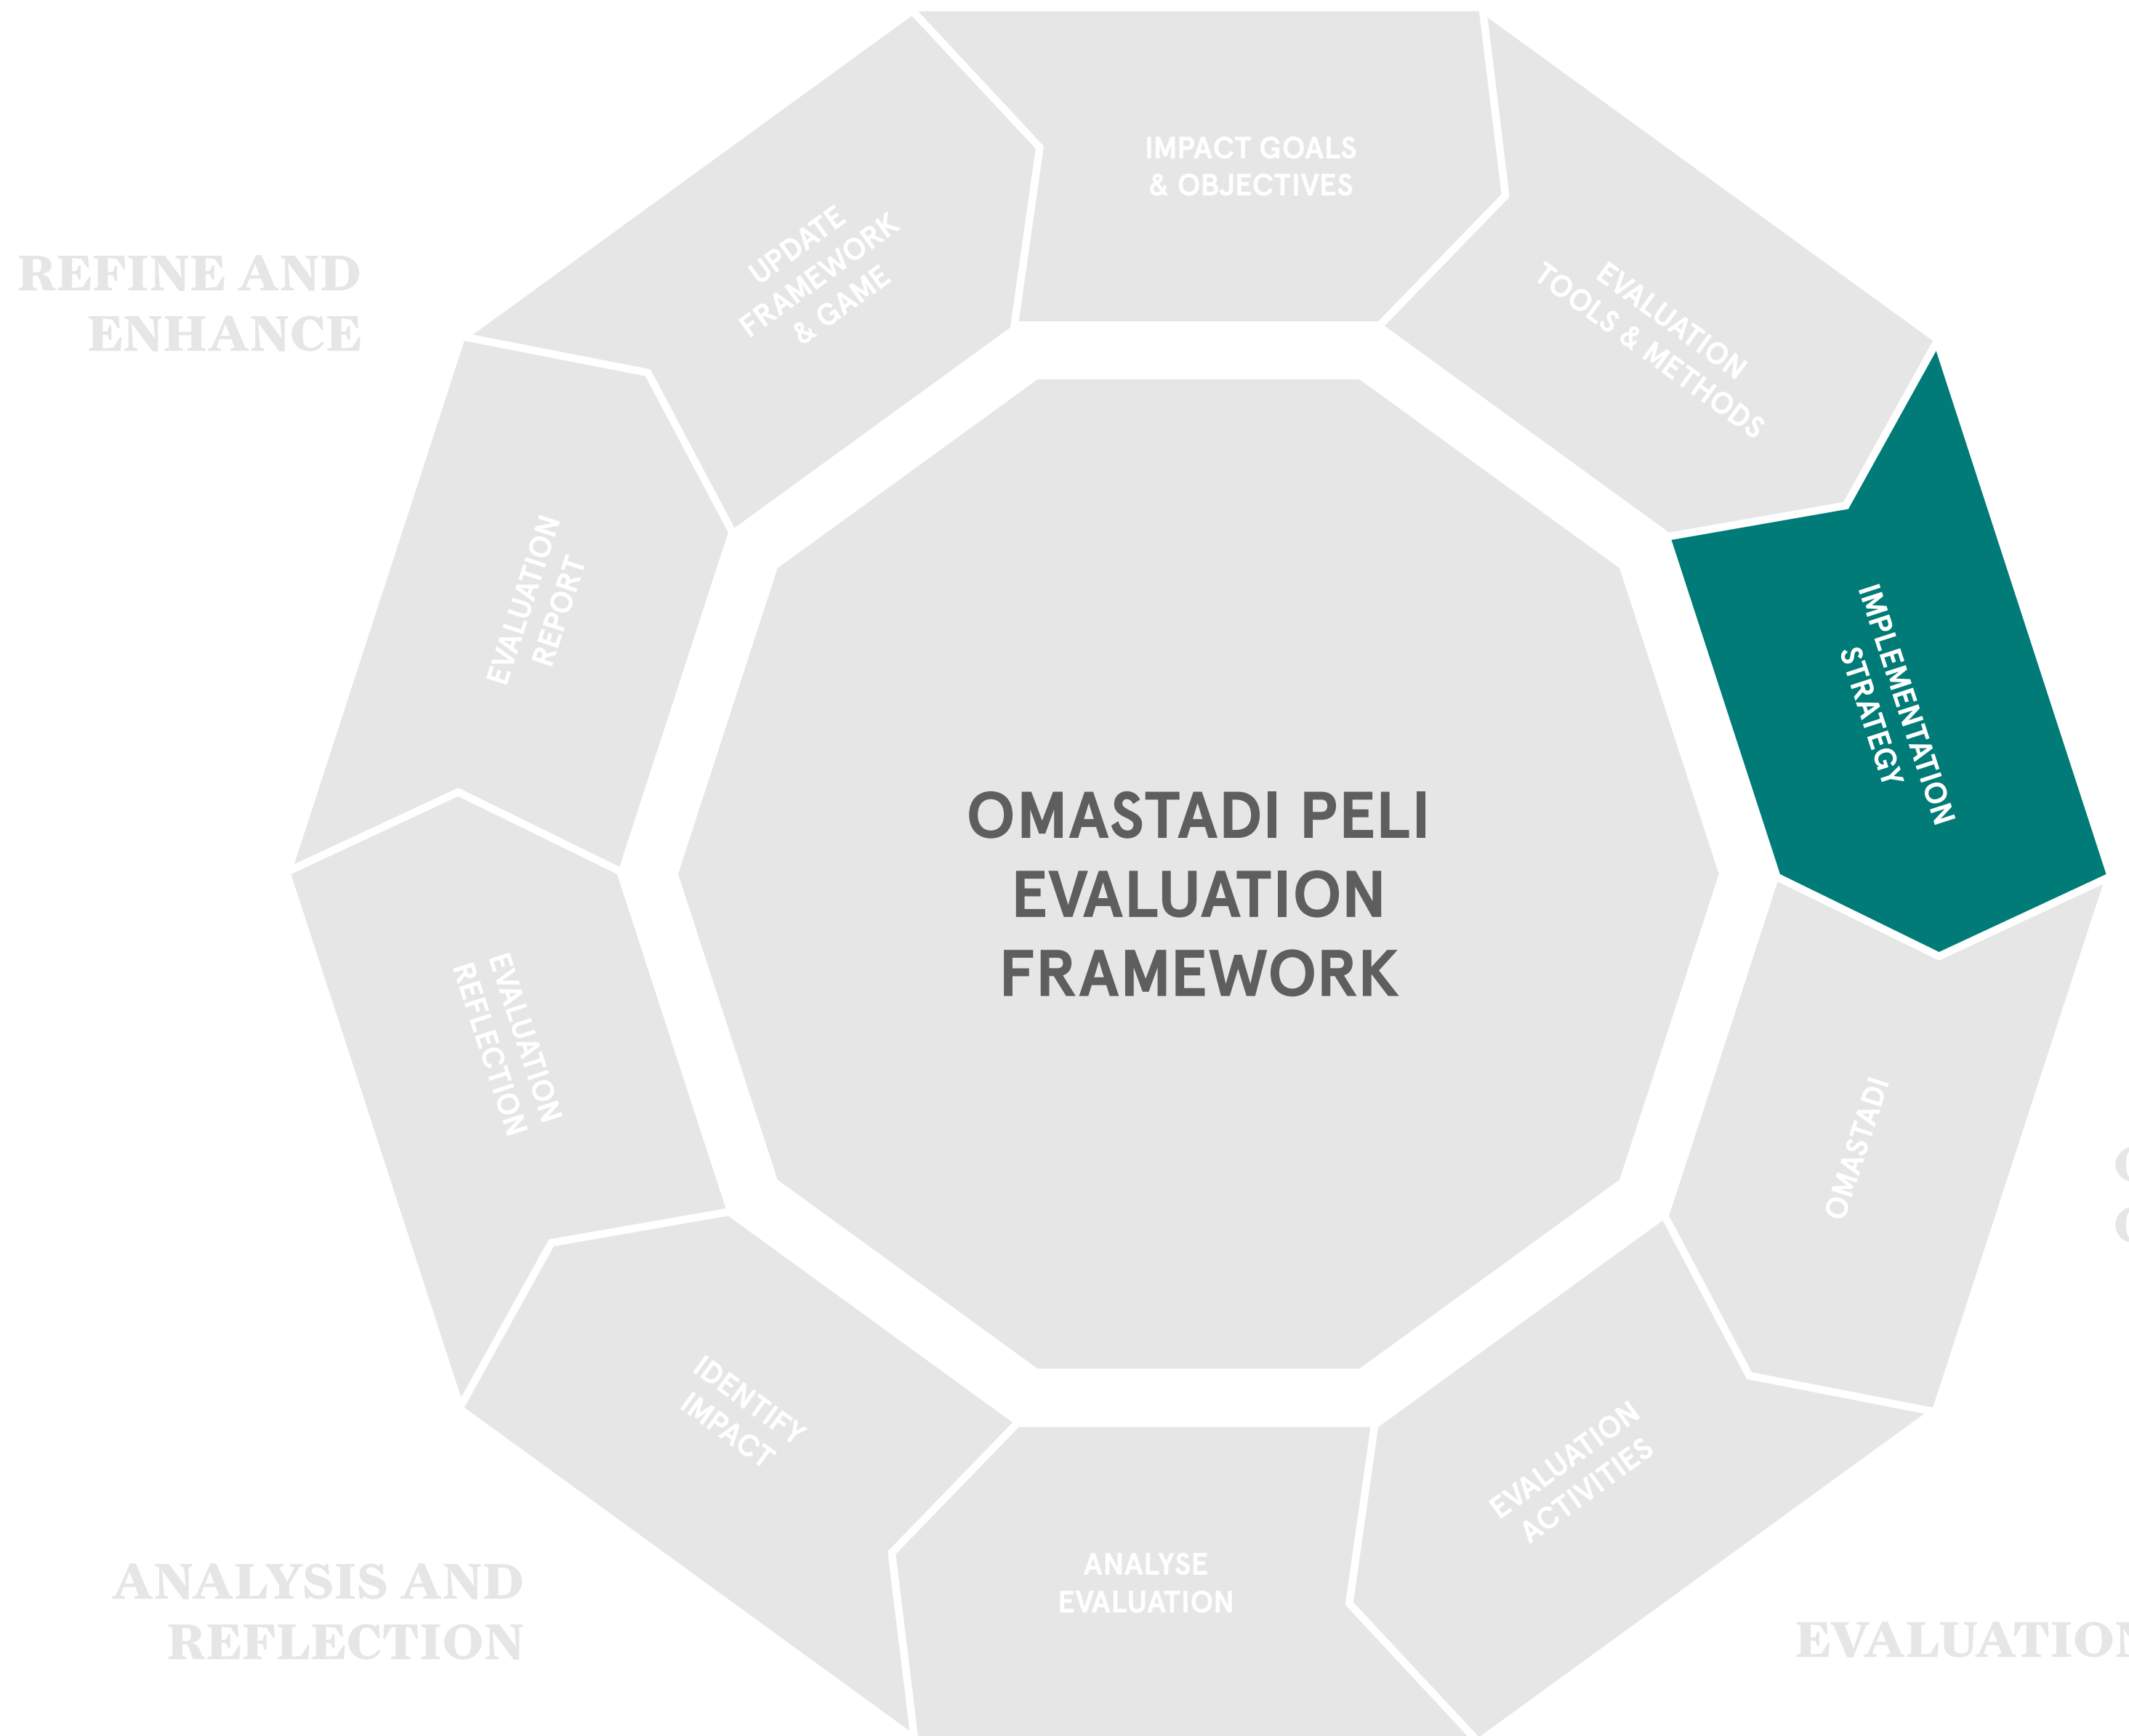 IMPACT GOALS
& OBJECTIVES
EVALUATION
TOOLS & METHODS
IMPLEMENTATION
STRATEGY
OMASTADI
EVALUATION
ACTIVITIES
ANALYSE
EVALUATION
IDENTIFY
IMPACT
EVALUATION
REFLECTION
EVALUATION
REPORT
UPDATE
FRAMEWORK
& GAME
OMASTADI PELI
EVALUATION
FRAMEWORK
REFINE AND
ENHANCE
ANALYSIS AND
REFLECTION
EVALUATION